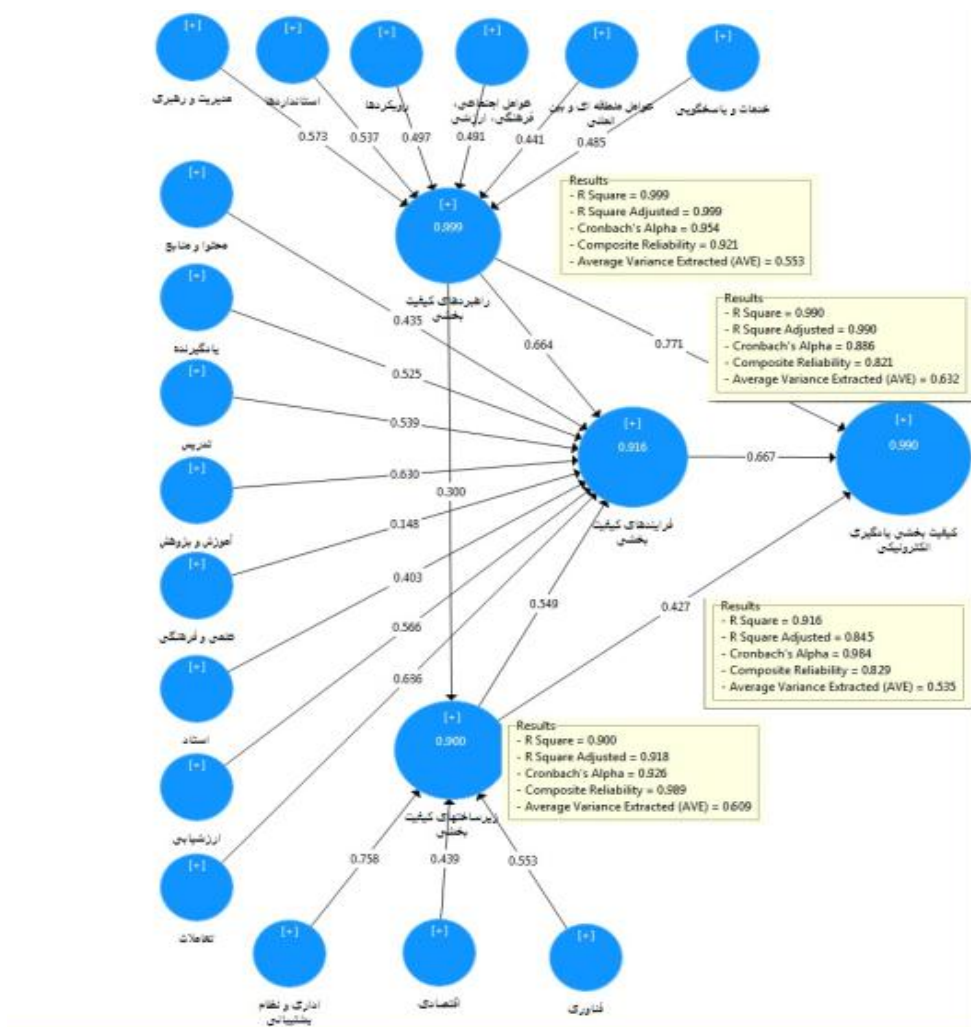 [+]
[+]
[+]
[+]
[+]
[+]
مدیریت و رهبری
استانداردها
رویکردها
عوامل اجتماعی،
فرهنگی، ارزشی
عوامل منطقه ای و بین
خدمات و پاسخگویی
0.573
0.537
0.497
0.491
0.441
0.485
[+]
محتوا و منابع
[+]
0.999
راهبردهای کیفیت
بخشی
Results
- R Square = 0.999
- R Square Adjusted = 0.999
- Cronbach's Alpha = 0.954
- Composite Reliability = 0.921
- Average Variance Extracted (AVE) = 0.553
[+]
یادگیرنده
0.435
0.664
0.771
Results
- R Square = 0.990
- R Square Adjusted = 0.990
- Cronbach's Alpha = 0.886
- Composite Reliability = 0.821
- Average Variance Extracted (AVE) = 0.632
[+]
تدریس
0.525
0.539
[+]
0.916
فرایندهای کیفیت
بخشی
0.667
[+]
0.990
کیفیت بخشی یادگیری
الکترونیکی
[+]
آموزش و پژوهش
0.630
0.300
0.148
[+]
علمی و فرهنگی
0.403
0.549
0.427
Results
- R Square = 0.916
- R Square Adjusted = 0.845
- Cronbach's Alpha = 0.984
- Composite Reliability = 0.829
- Average Variance Extracted (AVE) = 0.535
0.566
0.636
[+]
استاد
[+]
0.900
زیرساختهای کیفیت
بخشی
Results
- R Square = 0.900
- R Square Adjusted = 0.918
- Cronbach's Alpha = 0.926
- Composite Reliability = 0.989
- Average Variance Extracted (AVE) = 0.609
[+]
ارزشیابی
[+]
تعاملات
0.758
0.439
0.553
[+]
اداری و نظام
پشتیبانی
[+]
اقتصادی
[+]
فناوری